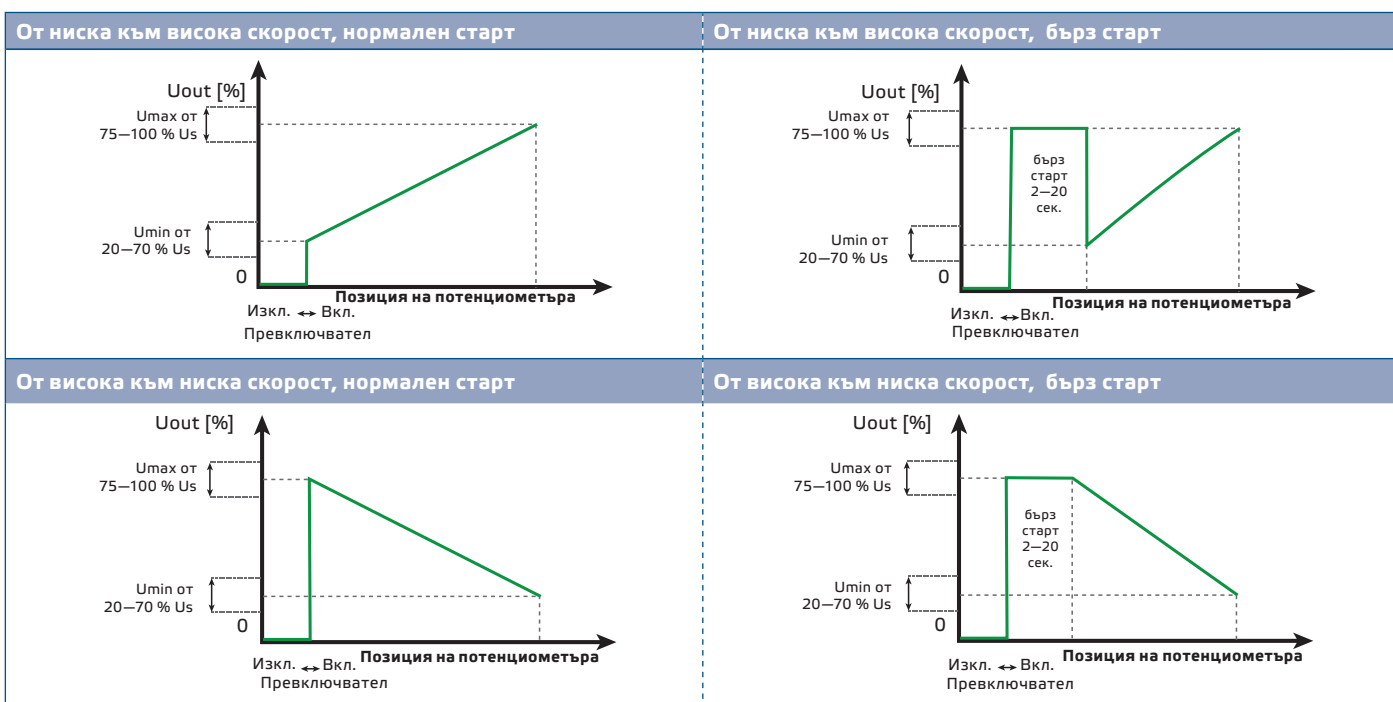 От ниска към висока скорост, нормален старт
Uout [%]
Umax от
75—100 % Us
Umin от
20—70 % Us
0
Позиция на потенциометъра
Изкл. ↔ Вкл.
Превключвател
От ниска към висока скорост, бърз старт
Uout [%]
Umax от
75—100 % Us
бърз
старт
2—20
сек.
Umin от
20—70 % Us
0
Позиция на потенциометъра
Изкл. ↔ Вкл.
Превключвател
От висока към ниска скорост, нормален старт
Uout [%]
Umax от
75—100 % Us
Umin от
20—70 % Us
0
Позиция на потенциометъра
Изкл. ↔ Вкл.
Превключвател
От висока към ниска скорост, бърз старт
Uout [%]
Umax от
75—100 % Us
бърз
старт
2—20
сек.
Umin от
20—70 % Us
0
Позиция на потенциометъра
Изкл. ↔ Вкл.
Превключвател